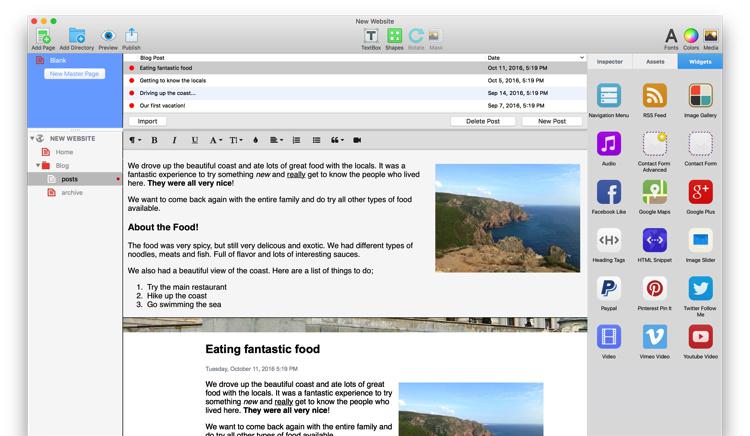 New Website
Add Page Add Directory Preview Publish TextBox Shapes Rotate Mask Fonts Colors Media
Blank
New Master Page
Blog Post Date
Eating fantastic food Oct 11, 2016, 5:19 PM
Getting to know the locals Oct 5, 2016, 5:19 PM
Driving up the coast... Sep 14, 2016, 5:19 PM
Our first vacation! Sep 7, 2016, 5:19 PM
Import Delete Post New Post
NEW WEBSITE
Home
Blog
posts
archive
B I U A T
We drove up the beautiful coast and ate lots of great food with the locals. It was a
fantastic experience to try something new and really get to know the people who lived
here. They were all very nice!
We want to come back again with the entire family and do try all other types of food
available.
About the Food!
The food was very spicy, but still very delicous and exotic. We had different types of
noodles, meats and fish. Full of flavor and lots of interesting sauces.
We also had a beautiful view of the coast. Here are a list of things to do;
1. Try the main restaurant
2. Hike up the coast
3. Go swimming the sea
Eating fantastic food
Tuesday, October 11, 2016 5:19 PM
We drove up the beautiful coast and ate lots of great
food with the locals. It was a fantastic experience to try
something new and really get to know the people who
lived here. They were all very nice!
We want to come back again with the entire family and
do try all other types of food available.
Inspector Assets Widgets
Navigation Menu RSS Feed Image Gallery
Audio Contact Form Advanced Contact Form
Facebook Like Google Maps Google Plus
Heading Tags HTML Snippet Image Slider
Paypal Pinterest Pin It Twitter Follow Me
Video Vimeo Video Youtube Video